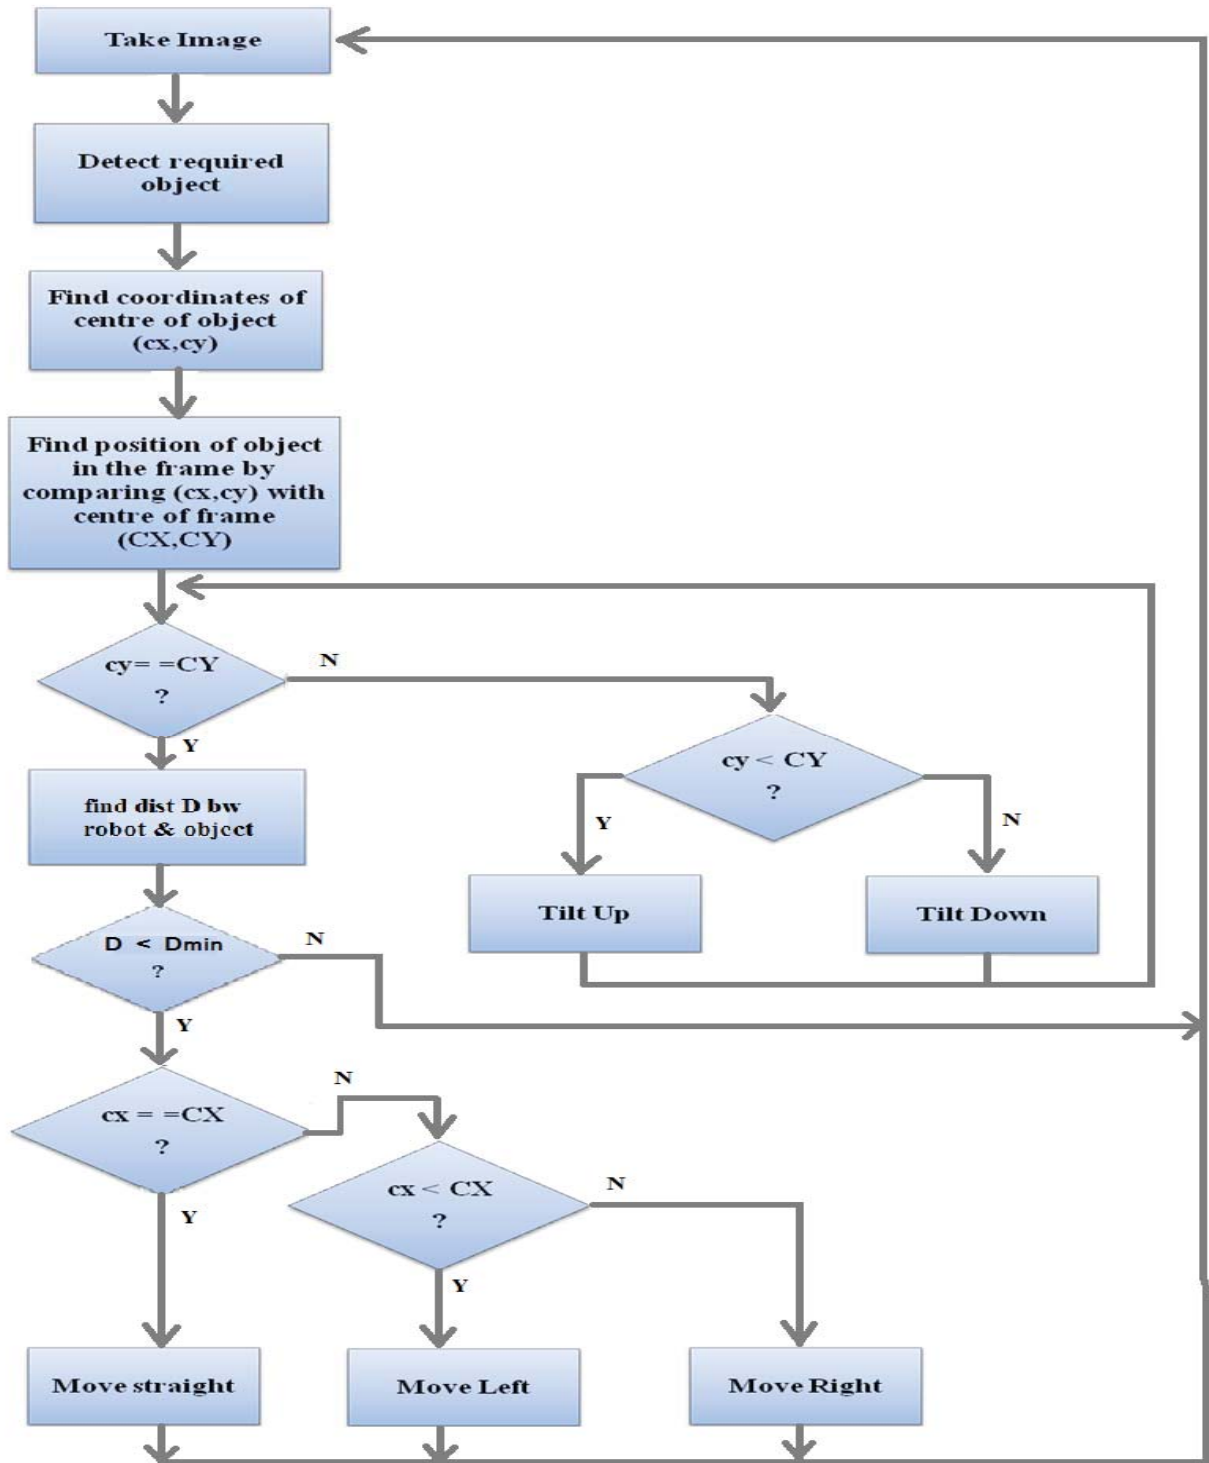 Take Image
Detect required
object
Find coordinates of
centre of object
(cx,cy)
Find position of object
in the frame by
comparing (cx,cy) with
centre of frame
(CX,CY)
cy= =CY
?
N
Y
cy < CY
?
Y
N
find dist D bw
robot & object
Tilt Up
Tilt Down
D < Dmin
?
N
Y
cx = =CX
?
N
Y
cx < CX
?
N
Y
Move straight
Move Left
Move Right